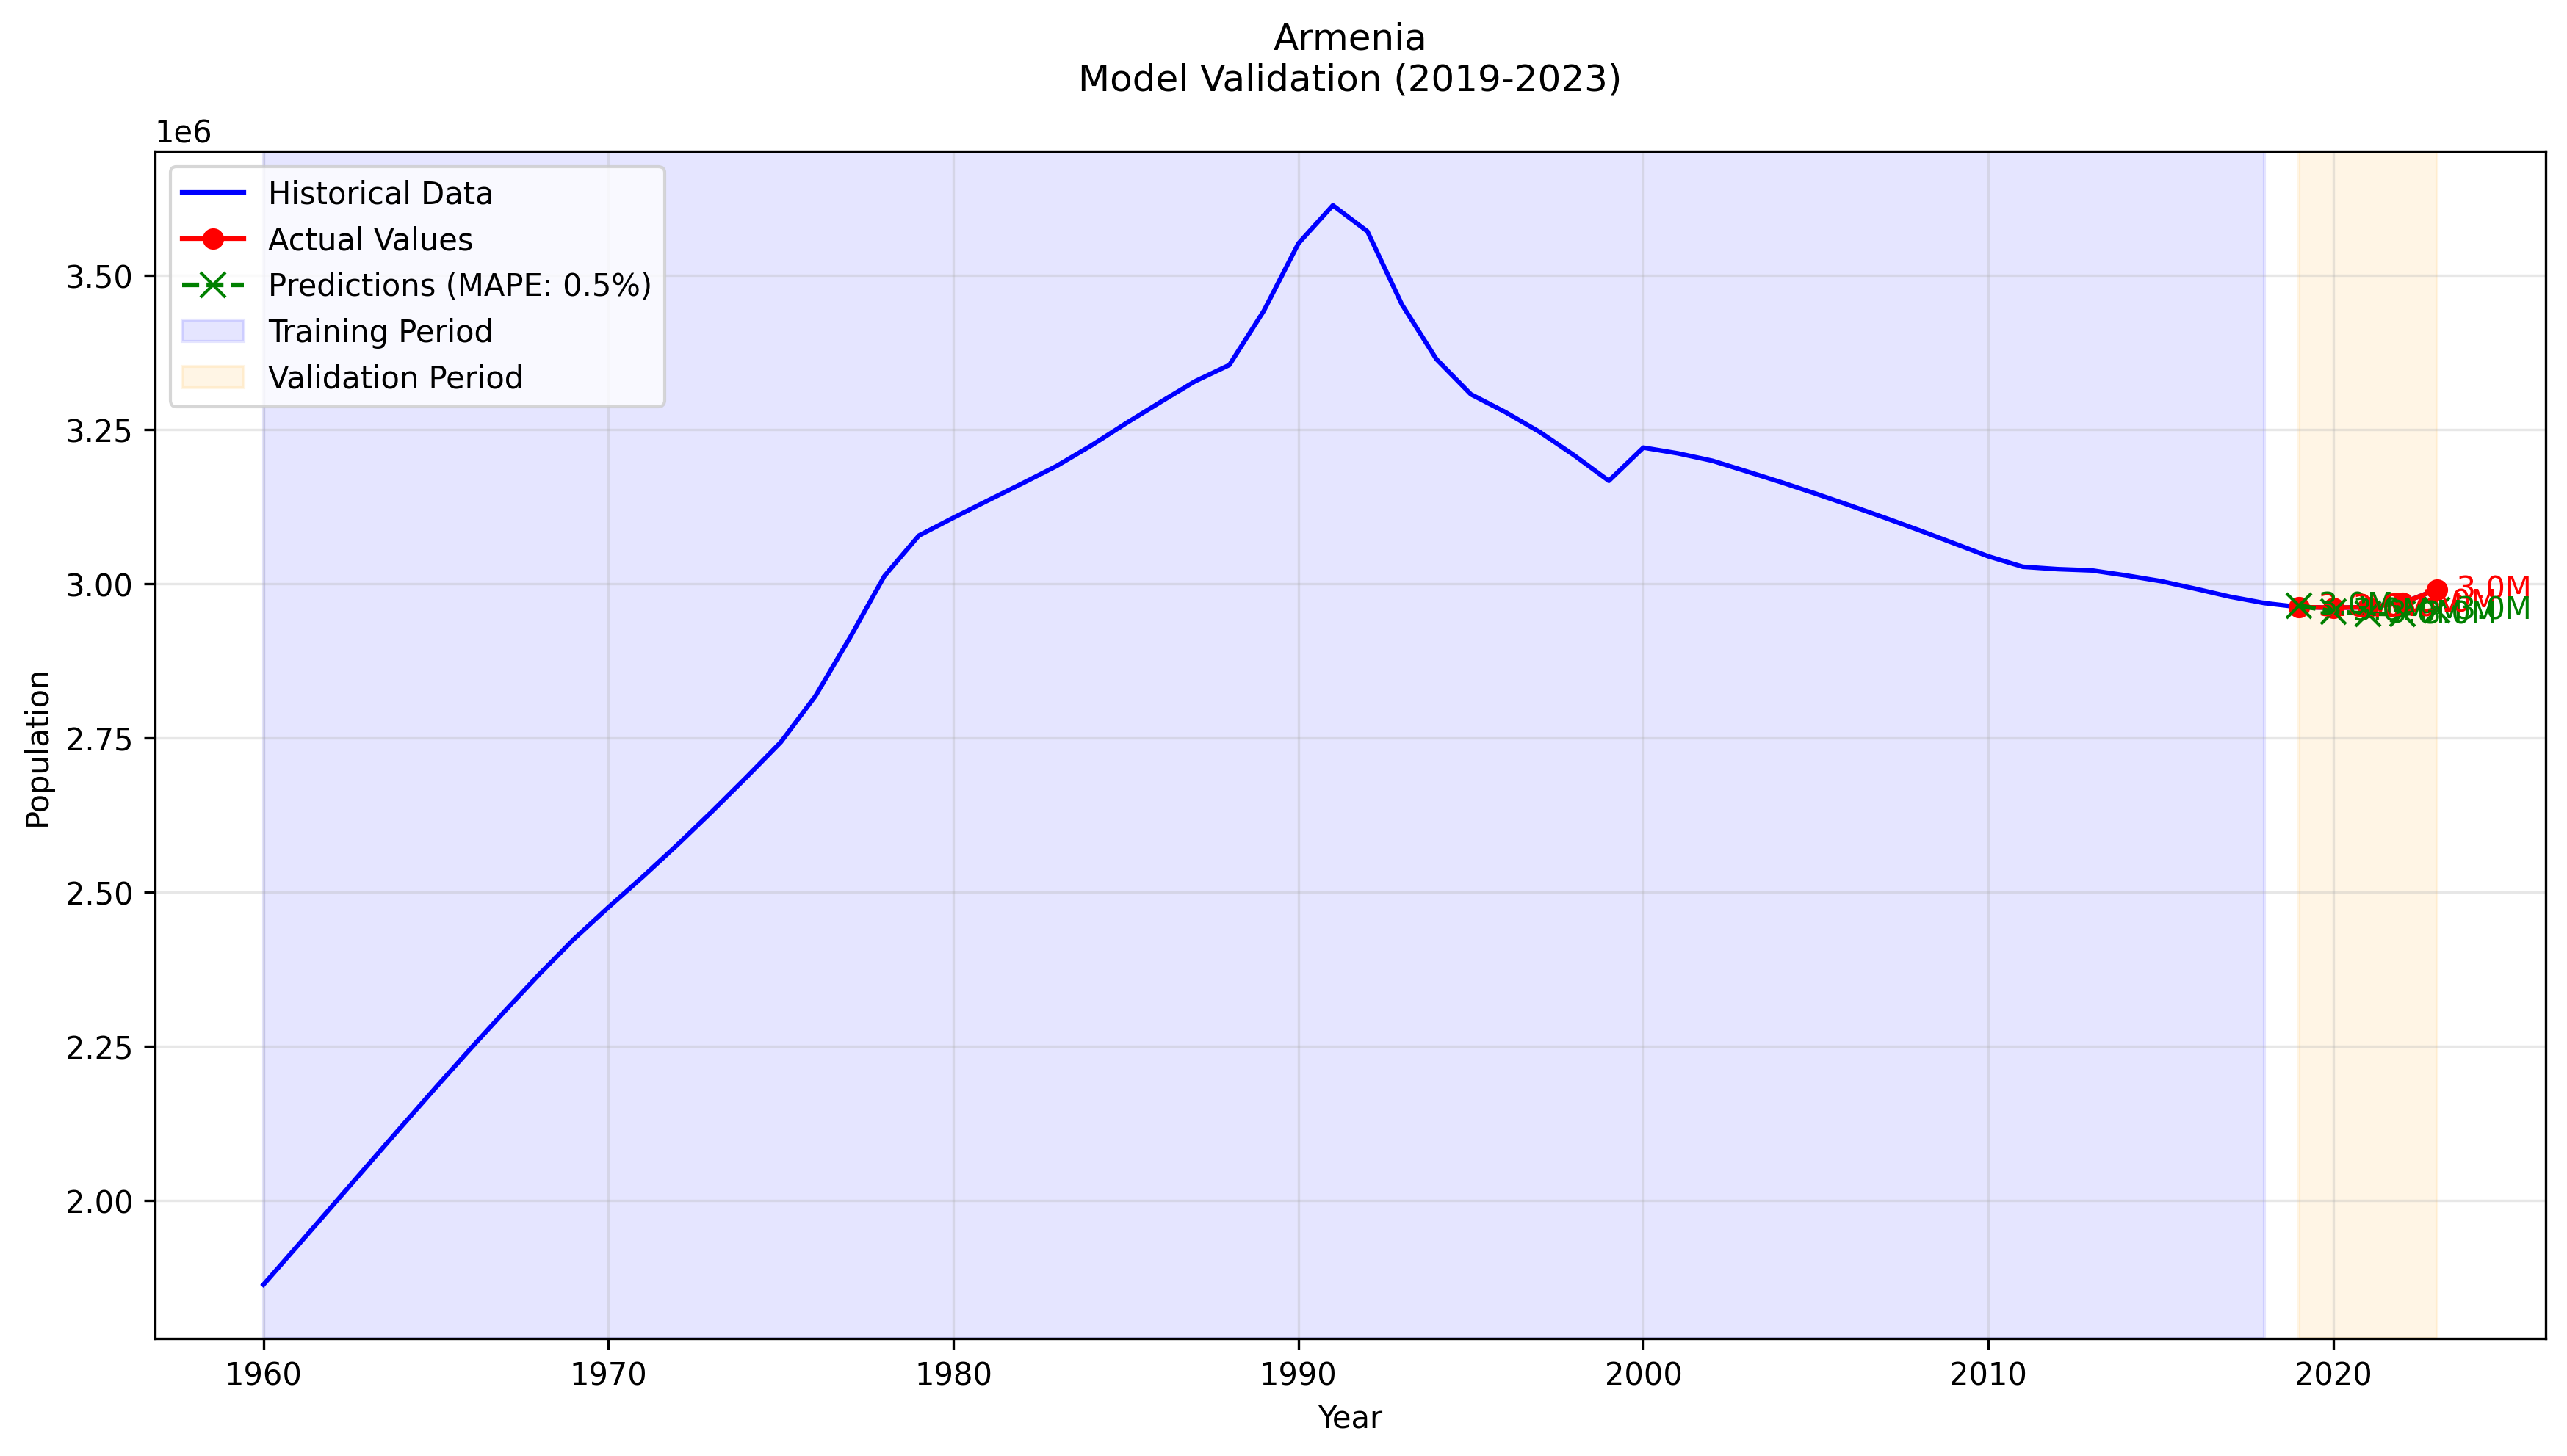 Armenia
Model Validation (2019-2023)
1e6
Historical Data
Actual Values
Predictions (MAPE: 0.5%)
Training Period
Validation Period
3.50
3.25
3.00
2.75
2.50
2.25
2.00
Population
3.0M
3.0M
1960
1970
1980
1990
2000
2010
2020
Year